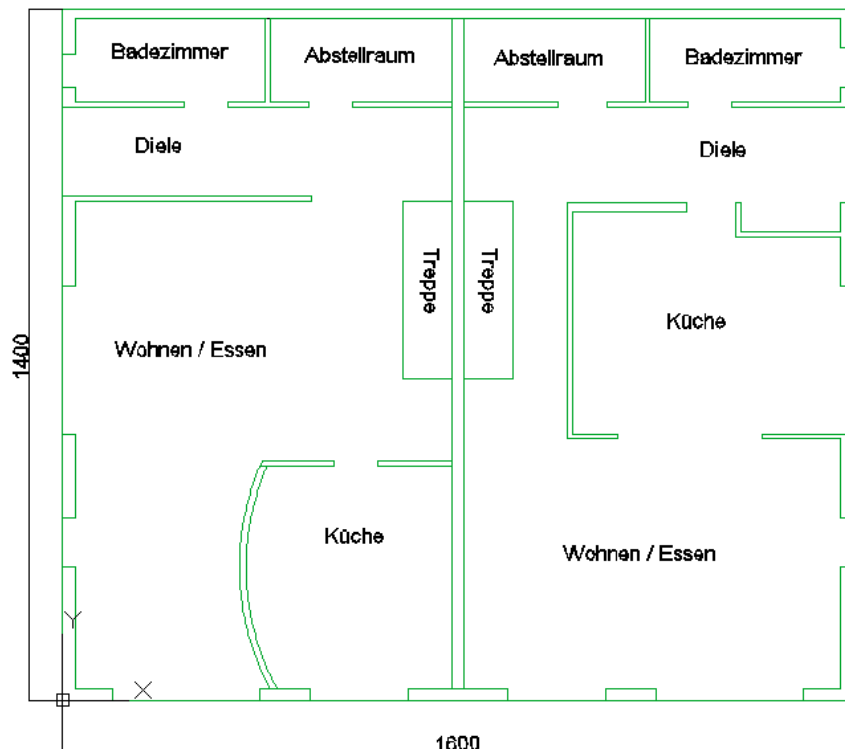 Badezimmer
Abstellraum
Abstellraum
Badezimmer
Diele
Diele
Treppe
Treppe
Küche
Wohnen / Essen
1400
Küche
Wohnen / Essen
Y
X
1600